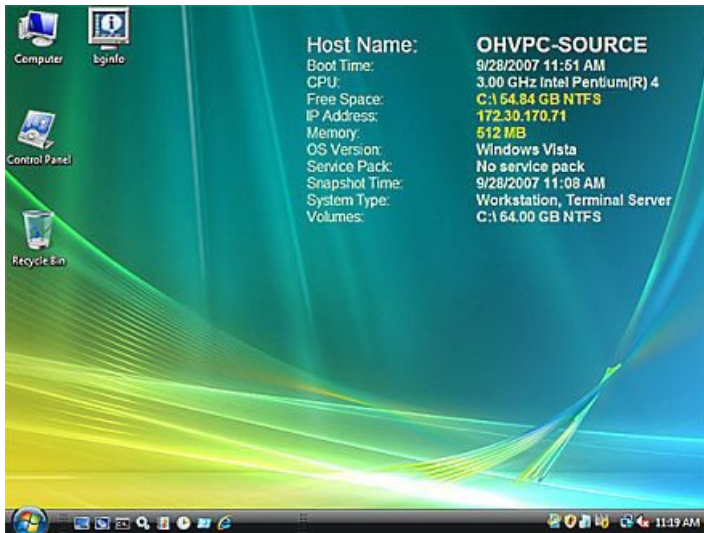 Computer
bginfo
Control Panel
Recycle Bin
Host Name: OHVPC-SOURCE
Boot Time: 9/28/2007 11:51 AM
CPU: 3.00 GHz Intel Pentium(R) 4
Free Space: C:\ 54.84 GB NTFS
IP Address: 172.30.170.71
Memory: 512 MB
OS Version: Windows Vista
Service Pack: No service pack
Snapshot Time: 9/28/2007 11:08 AM
System Type: Workstation, Terminal Server
Volumes: C:\ 64.00 GB NTFS
11:19 AM